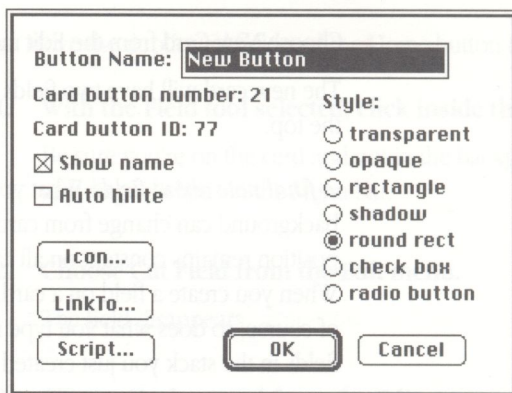 Button Name: New Button
Card button number: 21
Card button ID: 77
Show name
Auto hilite
Icon...
LinkTo...
Script...
Style:
transparent
opaque
rectangle
shadow
round rect
check box
radio button
OK
Cancel